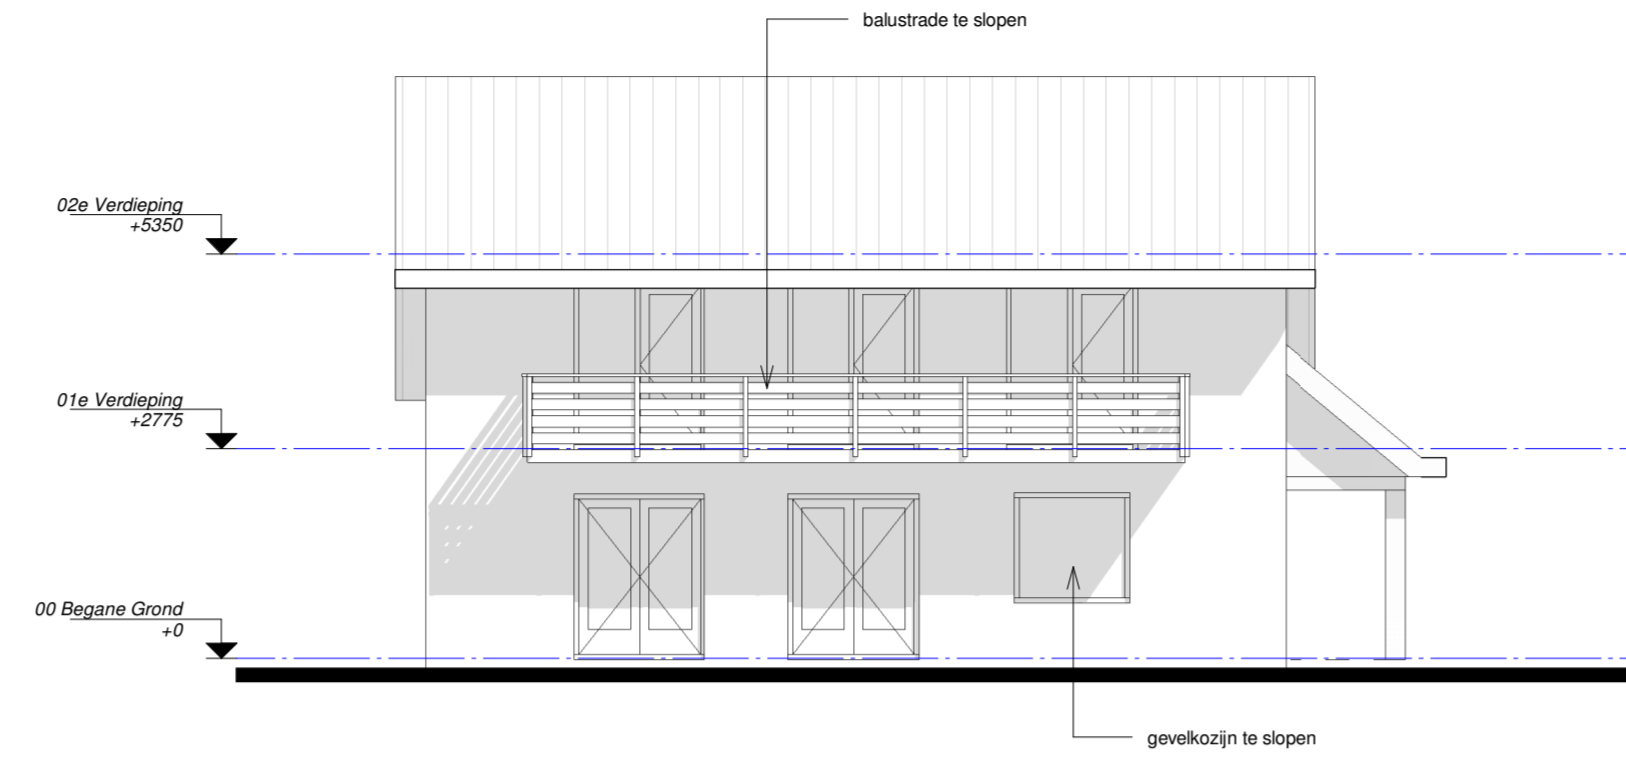 balustrade te slopen
02e Verdieping
+5350
01e Verdieping
+2775
00 Begane Grond
+0
gevelkozijn te slopen